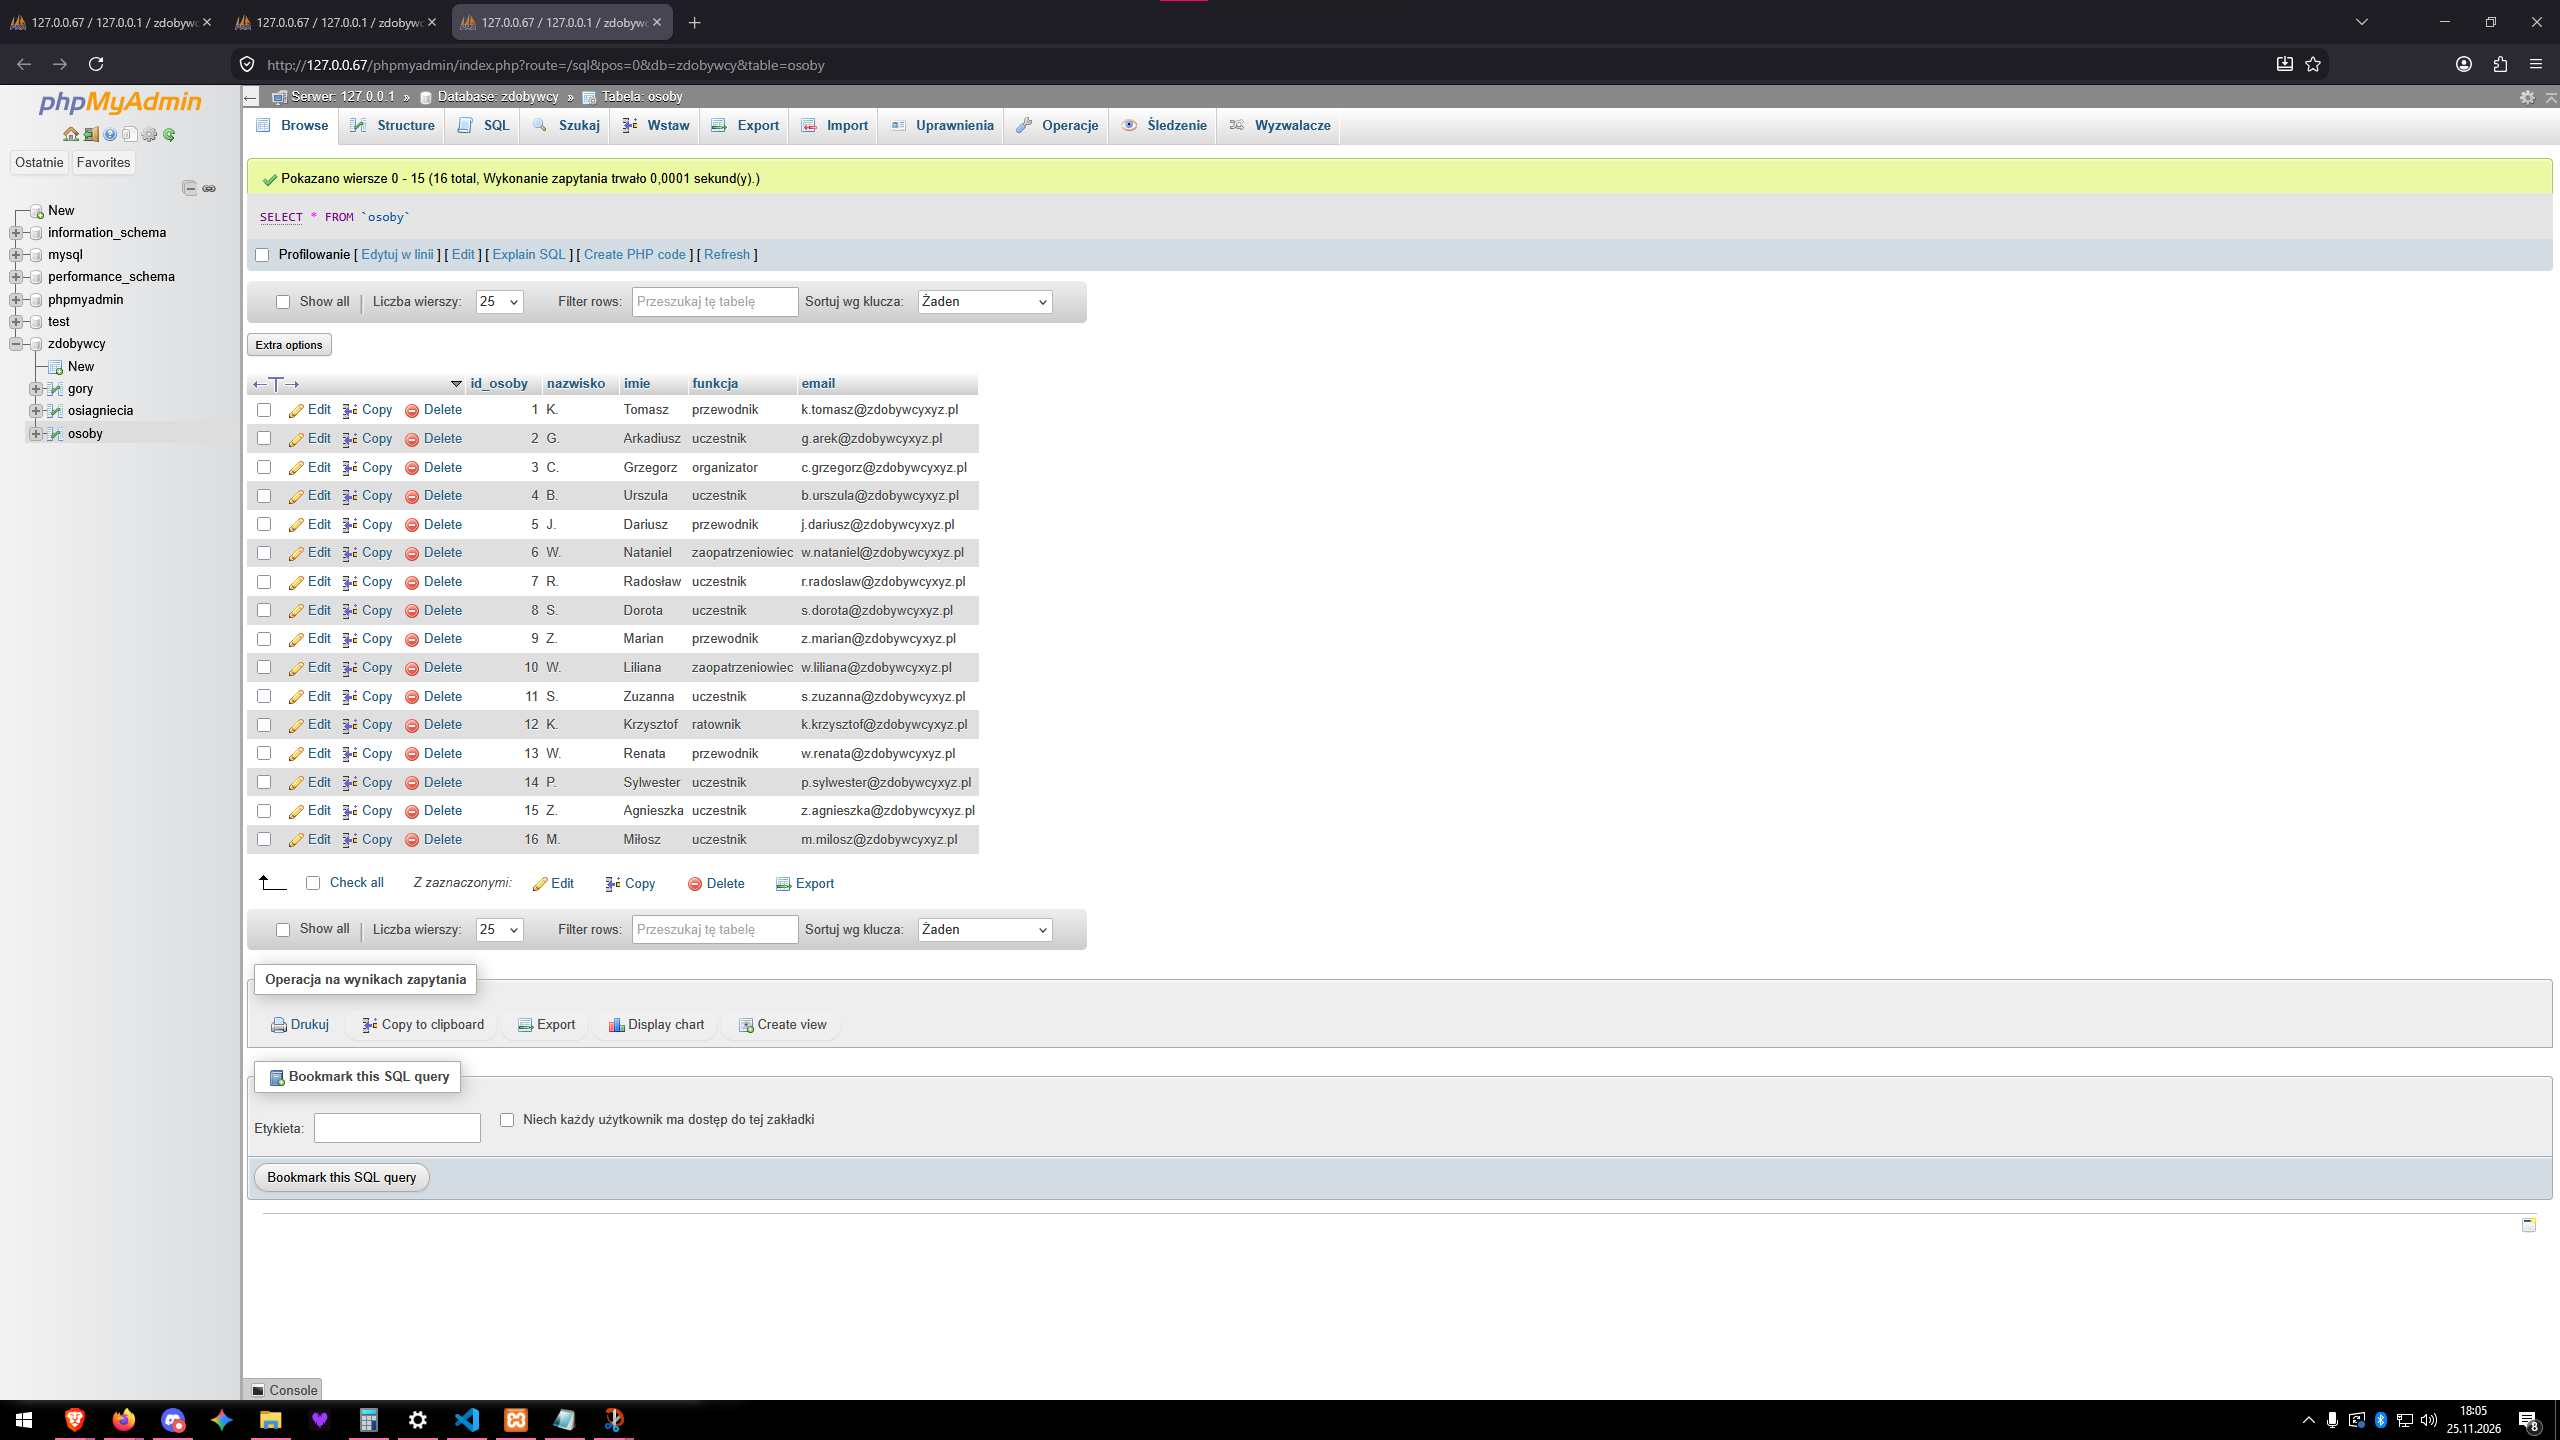 127.0.0.67 / 127.0.0.1 / zdobywc
127.0.0.67 / 127.0.0.1 / zdobywc
127.0.0.67 / 127.0.0.1 / zdobywc
http://127.0.0.67/phpmyadmin/index.php?route=/sql&pos=0&db=zdobywcy&table=osoby
phpMyAdmin
Ostatnie Favorites
New
information_schema
mysql
performance_schema
phpmyadmin
test
zdobywcy
New
gory
osiagniecia
osoby
Serwer: 127.0.0.1 » Database: zdobywcy » Tabela: osoby
Browse Structure SQL Szukaj Wstaw Export Import Uprawnienia Operacje Śledzenie Wyzwalacze
Pokazano wiersze 0 - 15 (16 total, Wykonanie zapytania trwało 0,0001 sekund(y).)
SELECT * FROM `osoby`
Profilowanie [ Edytuj w linii ] [ Edit ] [ Explain SQL ] [ Create PHP code ] [ Refresh ]
Show all Liczba wierszy: 25 Filter rows: Przeszukaj tę tabelę Sortuj wg klucza: Żaden
Extra options
id_osoby nazwisko imie funkcja email
Edit Copy Delete 1 K. Tomasz przewodnik k.tomasz@zdobywcyxyz.pl
Edit Copy Delete 2 G. Arkadiusz uczestnik g.arek@zdobywcyxyz.pl
Edit Copy Delete 3 C. Grzegorz organizator c.grzegorz@zdobywcyxyz.pl
Edit Copy Delete 4 B. Urszula uczestnik b.urszula@zdobywcyxyz.pl
Edit Copy Delete 5 J. Dariusz przewodnik j.dariusz@zdobywcyxyz.pl
Edit Copy Delete 6 W. Nataniel zaopatrzeniowiec w.nataniel@zdobywcyxyz.pl
Edit Copy Delete 7 R. Radosław uczestnik r.radoslaw@zdobywcyxyz.pl
Edit Copy Delete 8 S. Dorota uczestnik s.dorota@zdobywcyxyz.pl
Edit Copy Delete 9 Z. Marian przewodnik z.marian@zdobywcyxyz.pl
Edit Copy Delete 10 W. Liliana zaopatrzeniowiec w.liliana@zdobywcyxyz.pl
Edit Copy Delete 11 S. Zuzanna uczestnik s.zuzanna@zdobywcyxyz.pl
Edit Copy Delete 12 K. Krzysztof ratownik k.krzysztof@zdobywcyxyz.pl
Edit Copy Delete 13 W. Renata przewodnik w.renata@zdobywcyxyz.pl
Edit Copy Delete 14 P. Sylwester uczestnik p.sylwester@zdobywcyxyz.pl
Edit Copy Delete 15 Z. Agnieszka uczestnik z.agnieszka@zdobywcyxyz.pl
Edit Copy Delete 16 M. Miłosz uczestnik m.milosz@zdobywcyxyz.pl
Check all Z zaznaczonymi: Edit Copy Delete Export
Show all Liczba wierszy: 25 Filter rows: Przeszukaj tę tabelę Sortuj wg klucza: Żaden
Operacja na wynikach zapytania
Drukuj Copy to clipboard Export Display chart Create view
Bookmark this SQL query
Etykieta: Niech każdy użytkownik ma dostęp do tej zakładki
Bookmark this SQL query
Console
18:05
25.11.2026
8